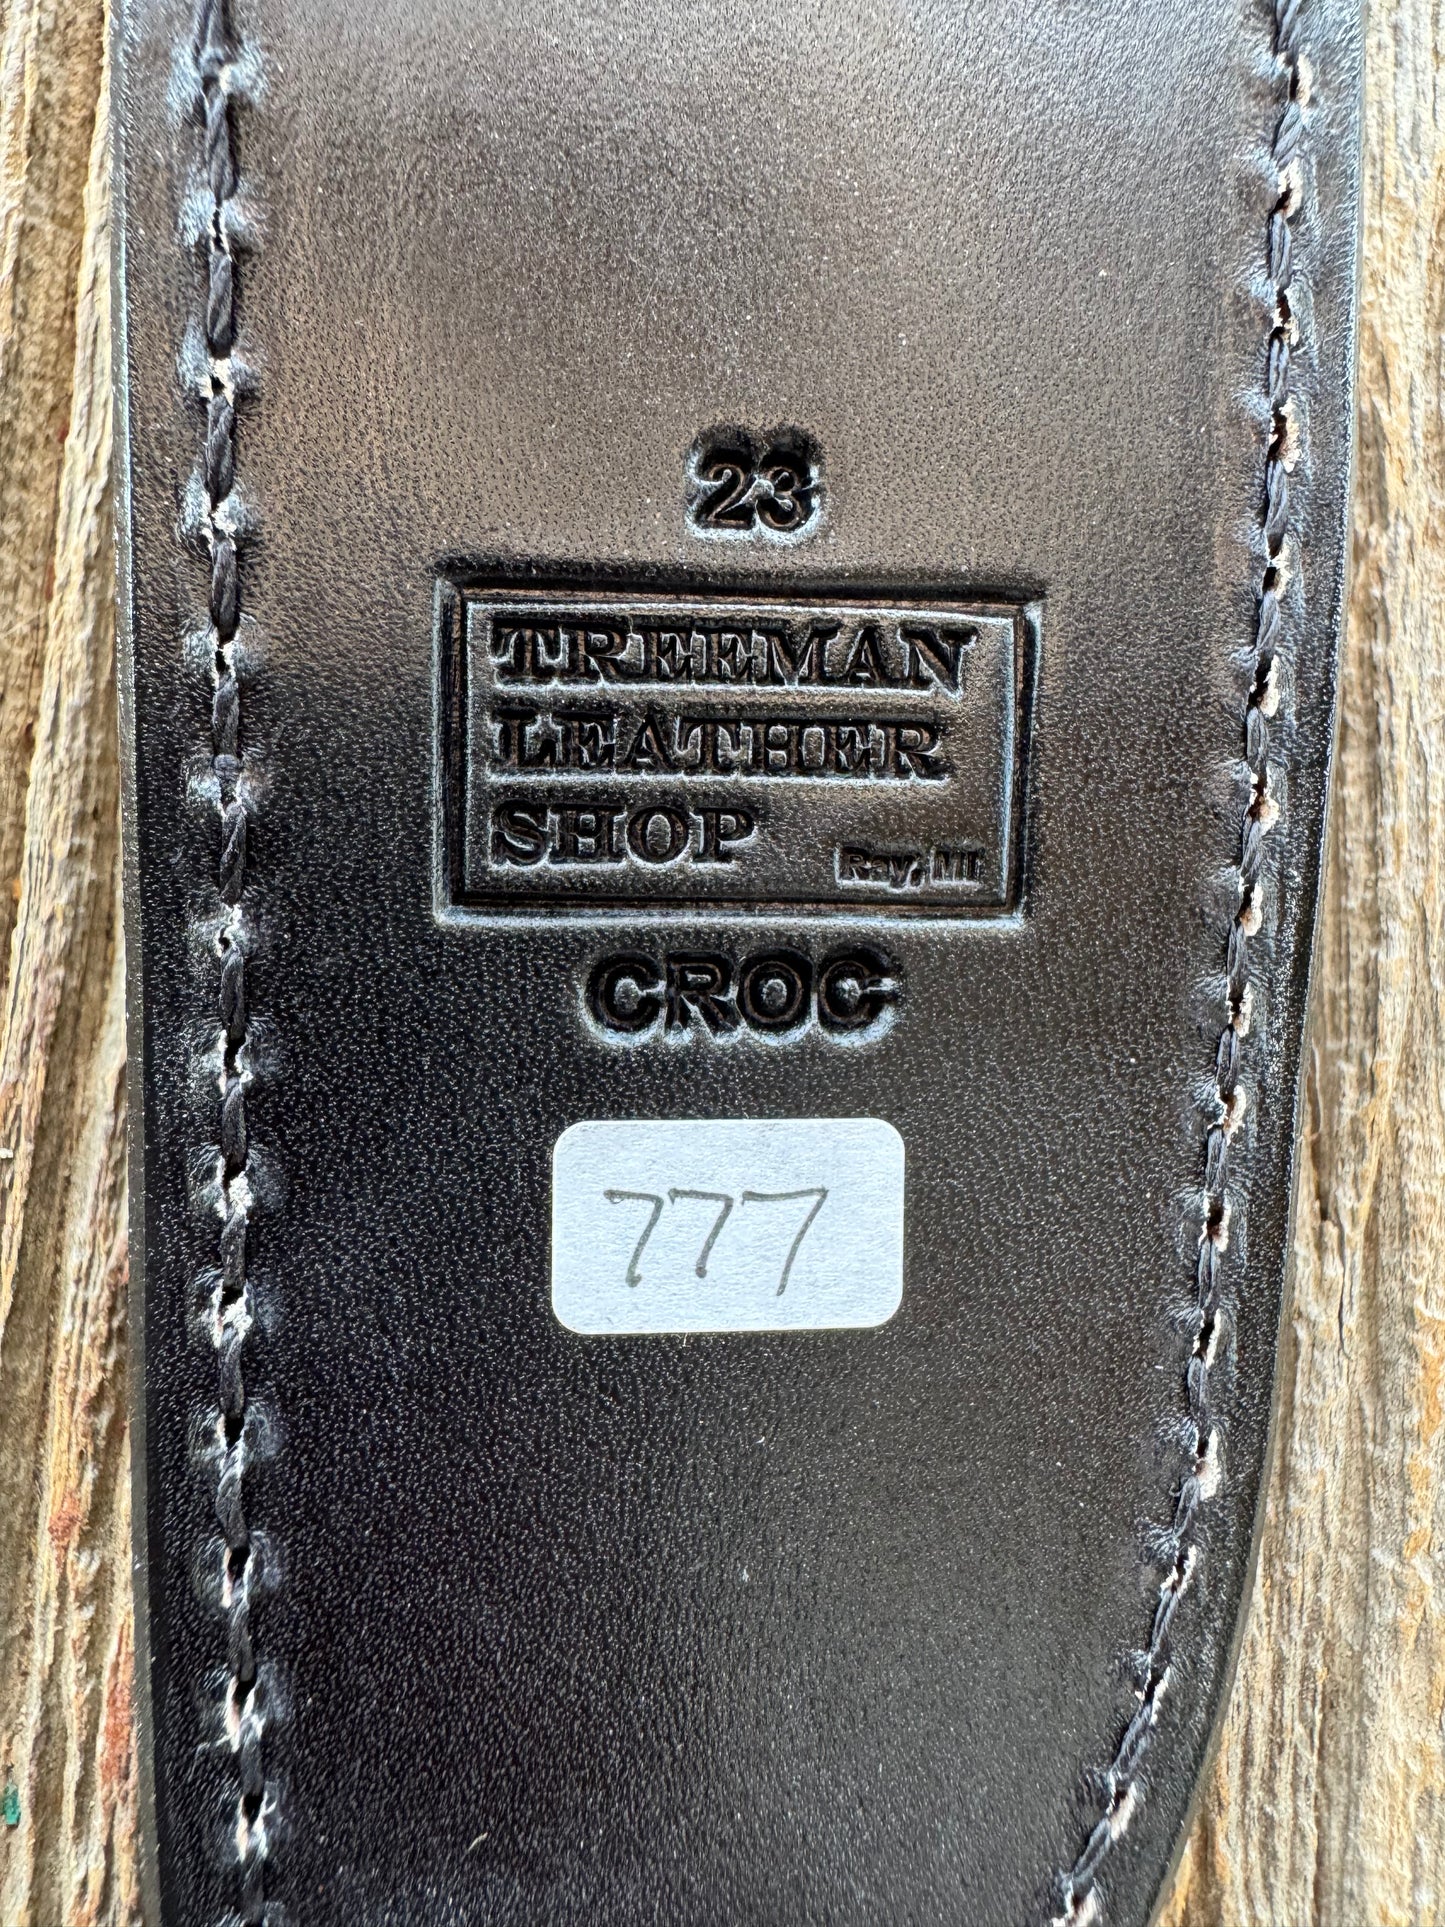 23
TREEMAN
LEATHER
SHOP
Ray, MI
CROC
777